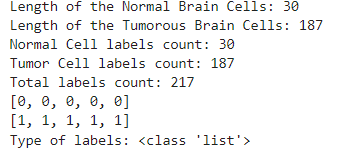 Length of the Normal Brain Cells: 30
Length of the Tumorous Brain Cells: 187
Normal Cell labels count: 30
Tumor Cell labels count: 187
Total labels count: 217
[0, 0, 0, 0, 0]
[1, 1, 1, 1, 1]
Type of labels: <class 'list'>